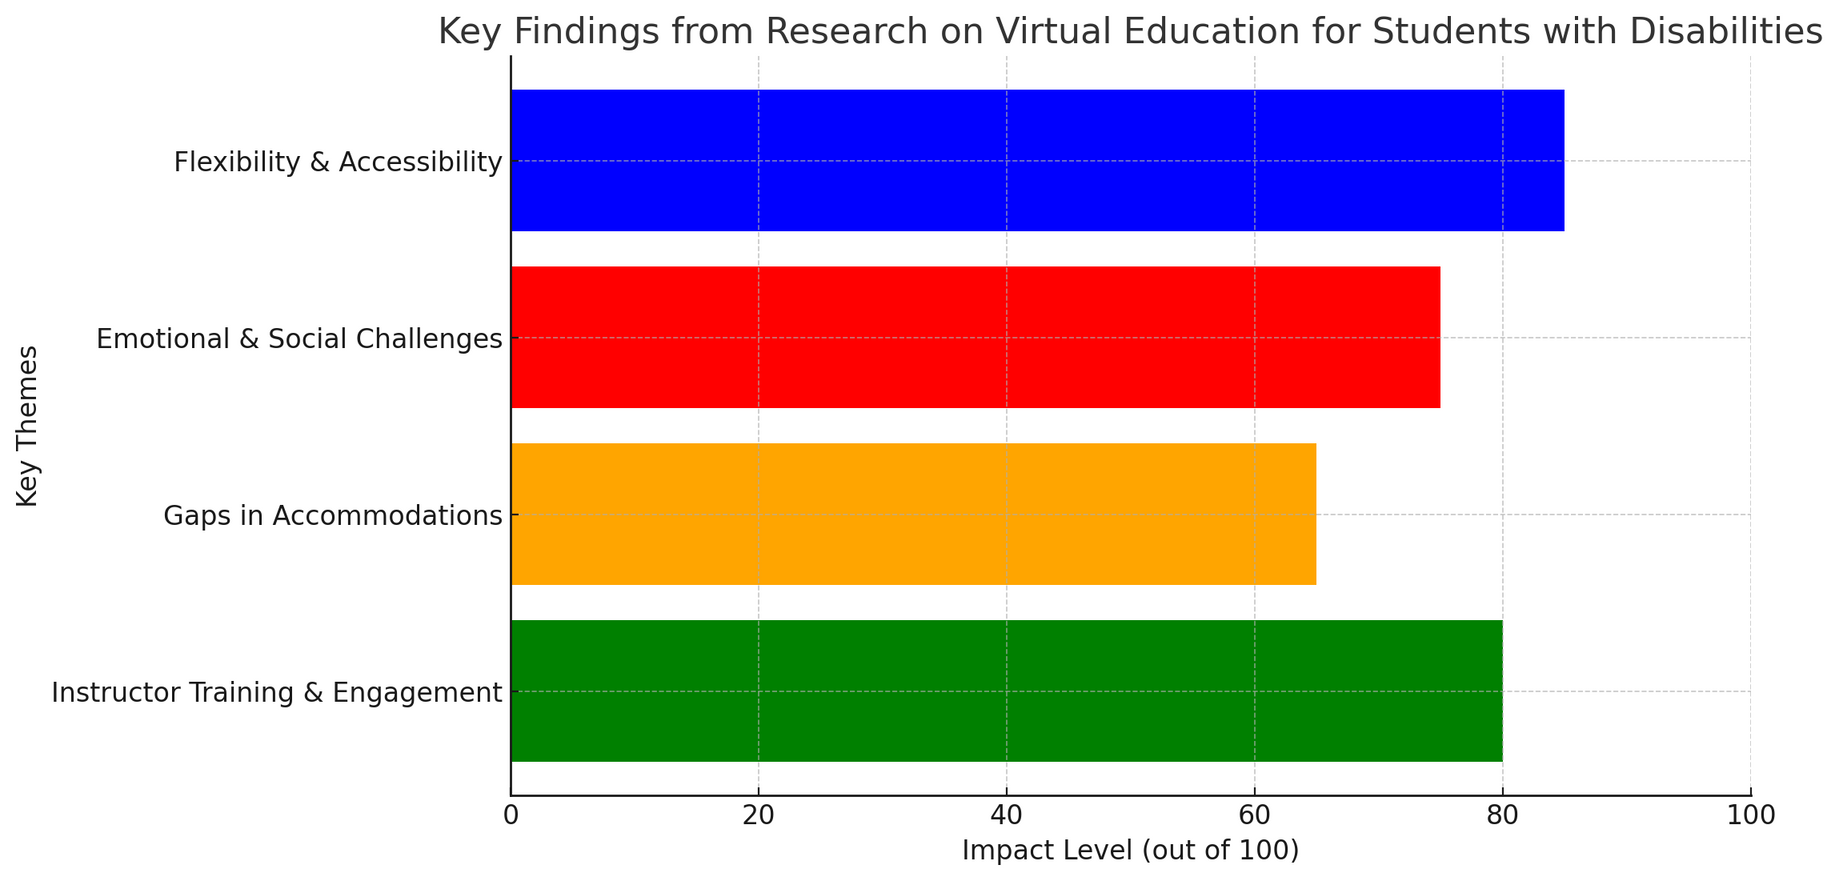 Key Findings from Research on Virtual Education for Students with Disabilities
Key Themes
Flexibility & Accessibility
Emotional & Social Challenges
Gaps in Accommodations
Instructor Training & Engagement
0 20 40 60 80 100
Impact Level (out of 100)